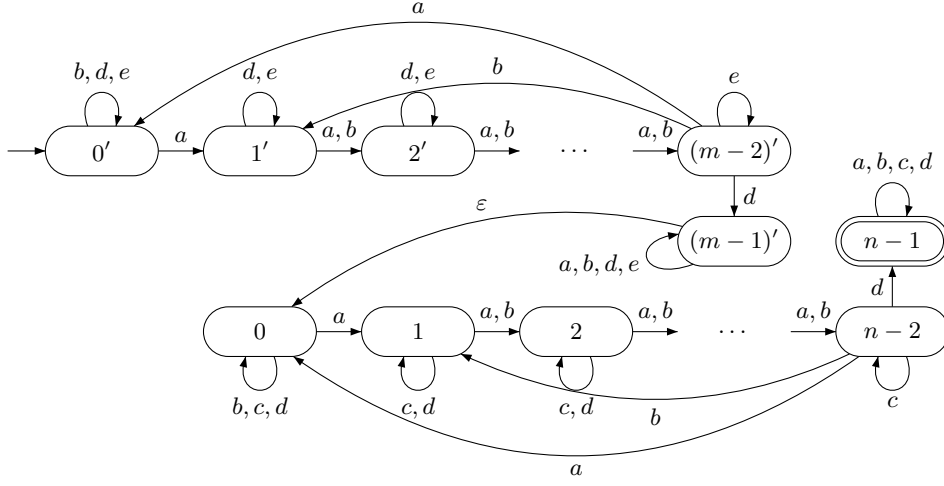 a
b, d, e
d, e
d, e
b
e
a, b, c, d
0′ a 1′ a, b 2′ a, b ··· a, b (m − 2)′
d
ε
(m − 1)′
n − 1
a, b, d, e
d
0 a 1 a, b 2 a, b ··· a, b n − 2
b, c, d
c, d
c, d
b
c
a